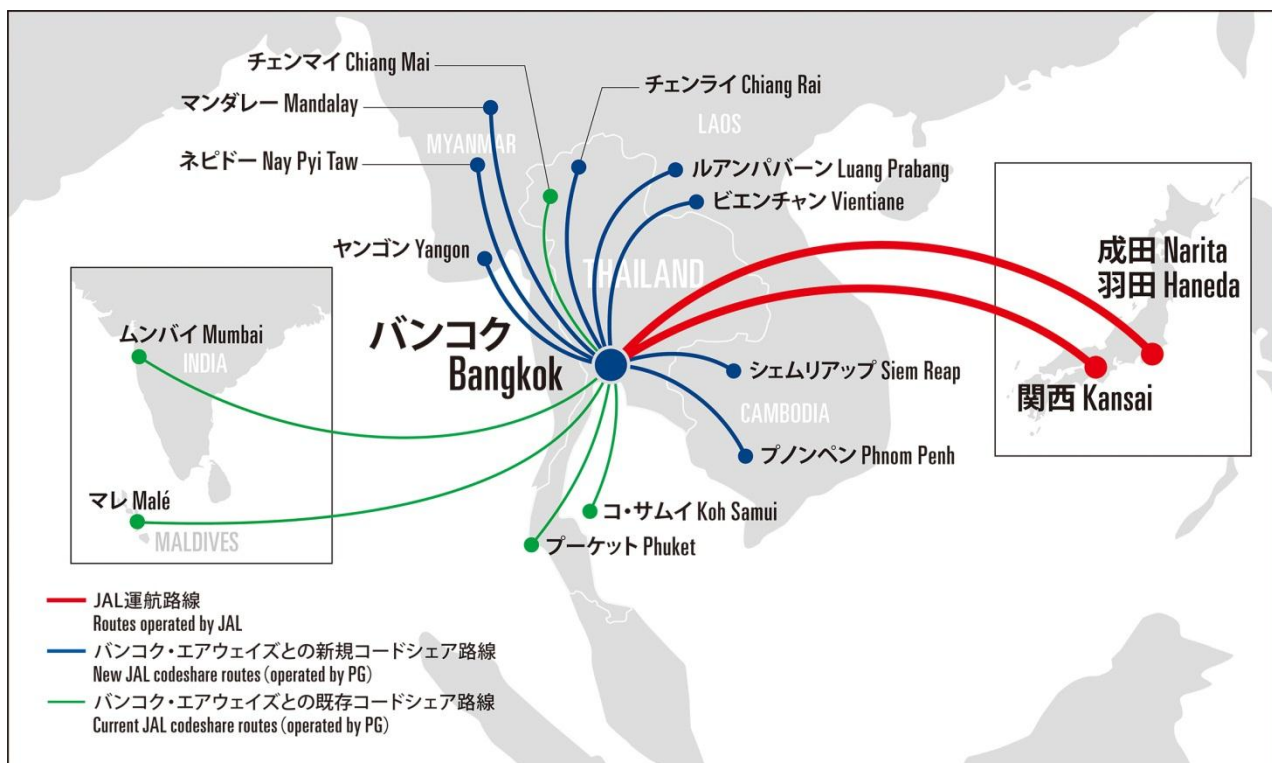 チェンマイ Chiang Mai
マンダレー Mandalay
ネピドー Nay Pyi Taw
ヤンゴン Yangon
チェンライ Chiang Rai
MYANMAR
LAOS
ルアンパバーン Luang Prabang
ビエンチャン Vientiane
THAILAND
バンコク
Bangkok
成田 Narita
羽田 Haneda
関西 Kansai
ムンバイ Mumbai
INDIA
マレ Malé
MALDIVES
シェムリアップ Siem Reap
CAMBODIA
プノンペン Phnom Penh
コ・サムイ Koh Samui
プーケット Phuket
JAL運航路線
Routes operated by JAL
バンコク・エアウェイズとの新規コードシェア路線
New JAL codeshare routes (operated by PG)
バンコク・エアウェイズとの既存コードシェア路線
Current JAL codeshare routes (operated by PG)